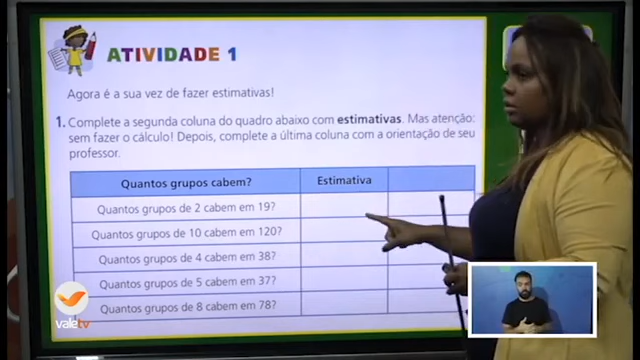 ATIVIDADE 1
Agora é a sua vez de fazer estimativas!
1. Complete a segunda coluna do quadro abaixo com estimativas. Mas atenção:
sem fazer o cálculo! Depois, complete a última coluna com a orientação de seu
professor.
Quantos grupos cabem? Estimativa
Quantos grupos de 2 cabem em 19?
Quantos grupos de 10 cabem em 120?
Quantos grupos de 4 cabem em 38?
Quantos grupos de 5 cabem em 37?
Quantos grupos de 8 cabem em 78?
valetv